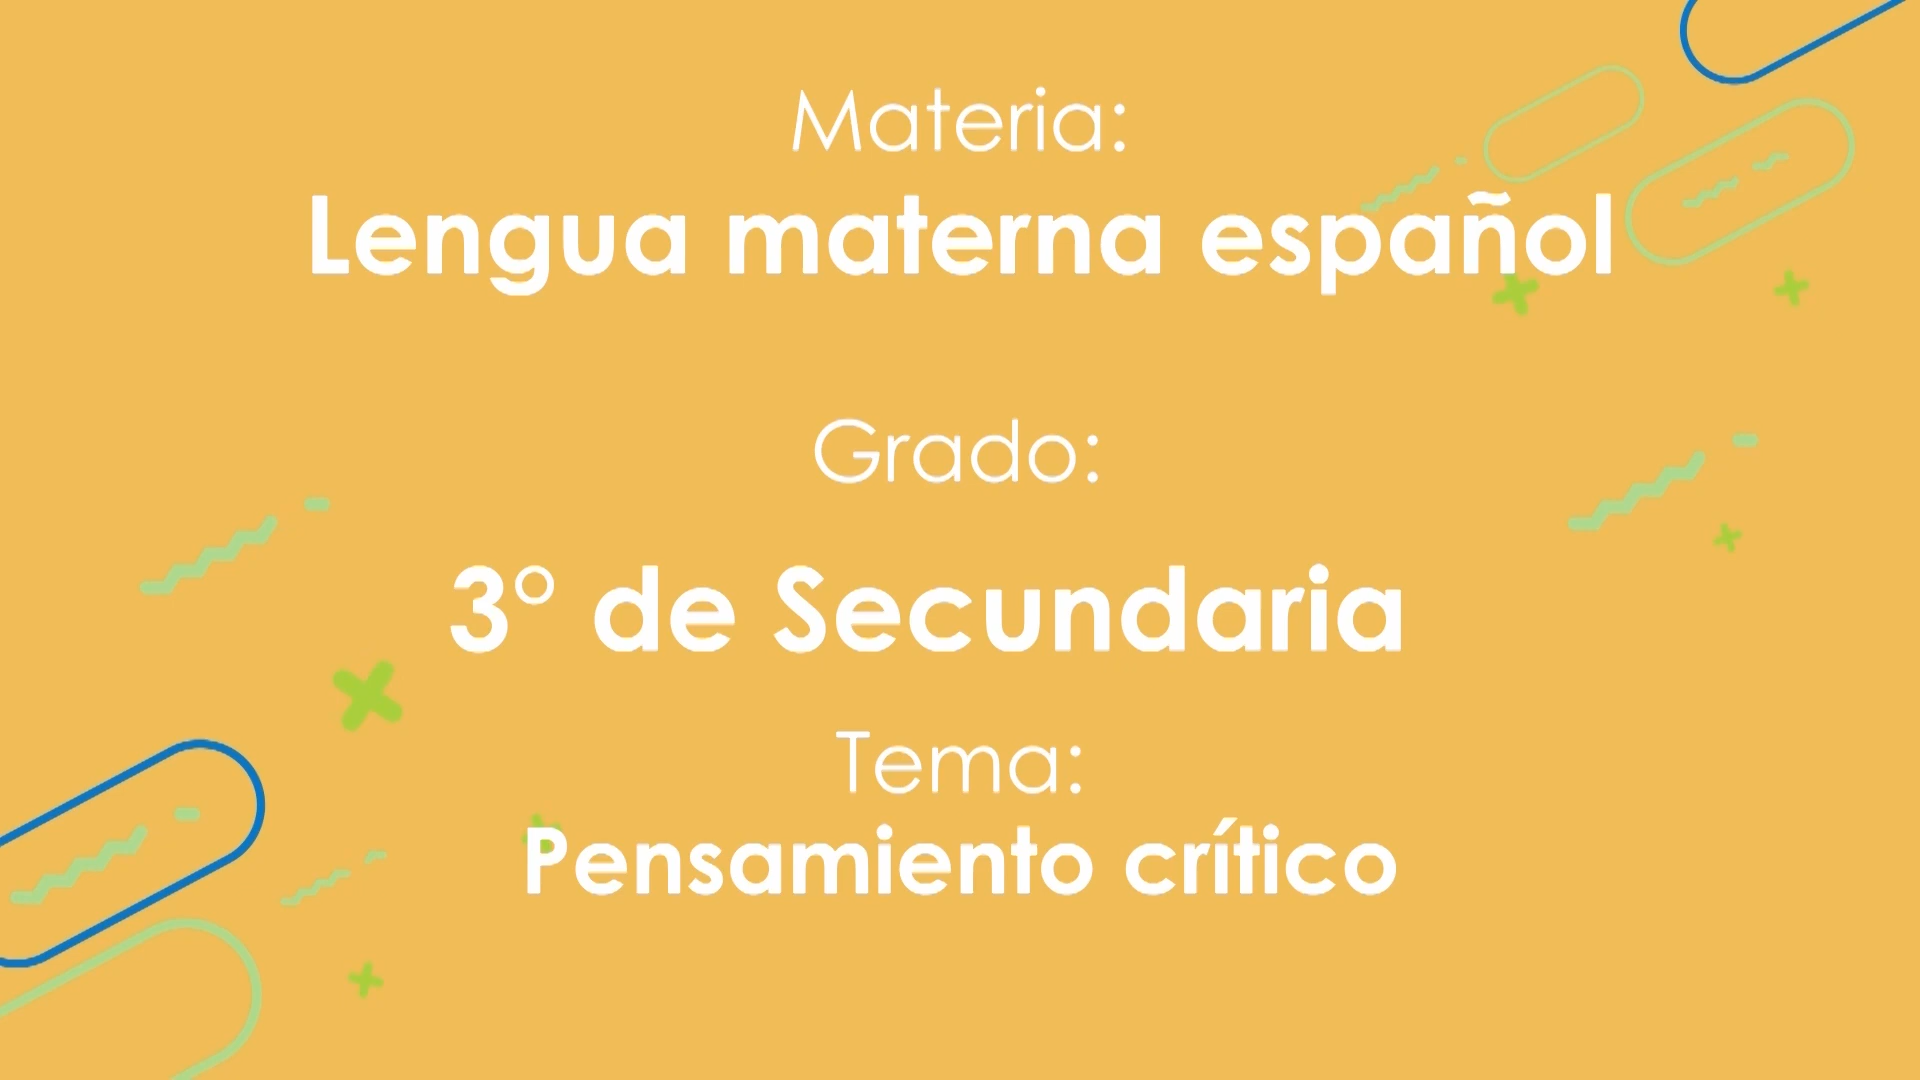 Materia:
Lengua materna español
Grado:
3° de Secundaria
Tema:
Pensamiento crítico